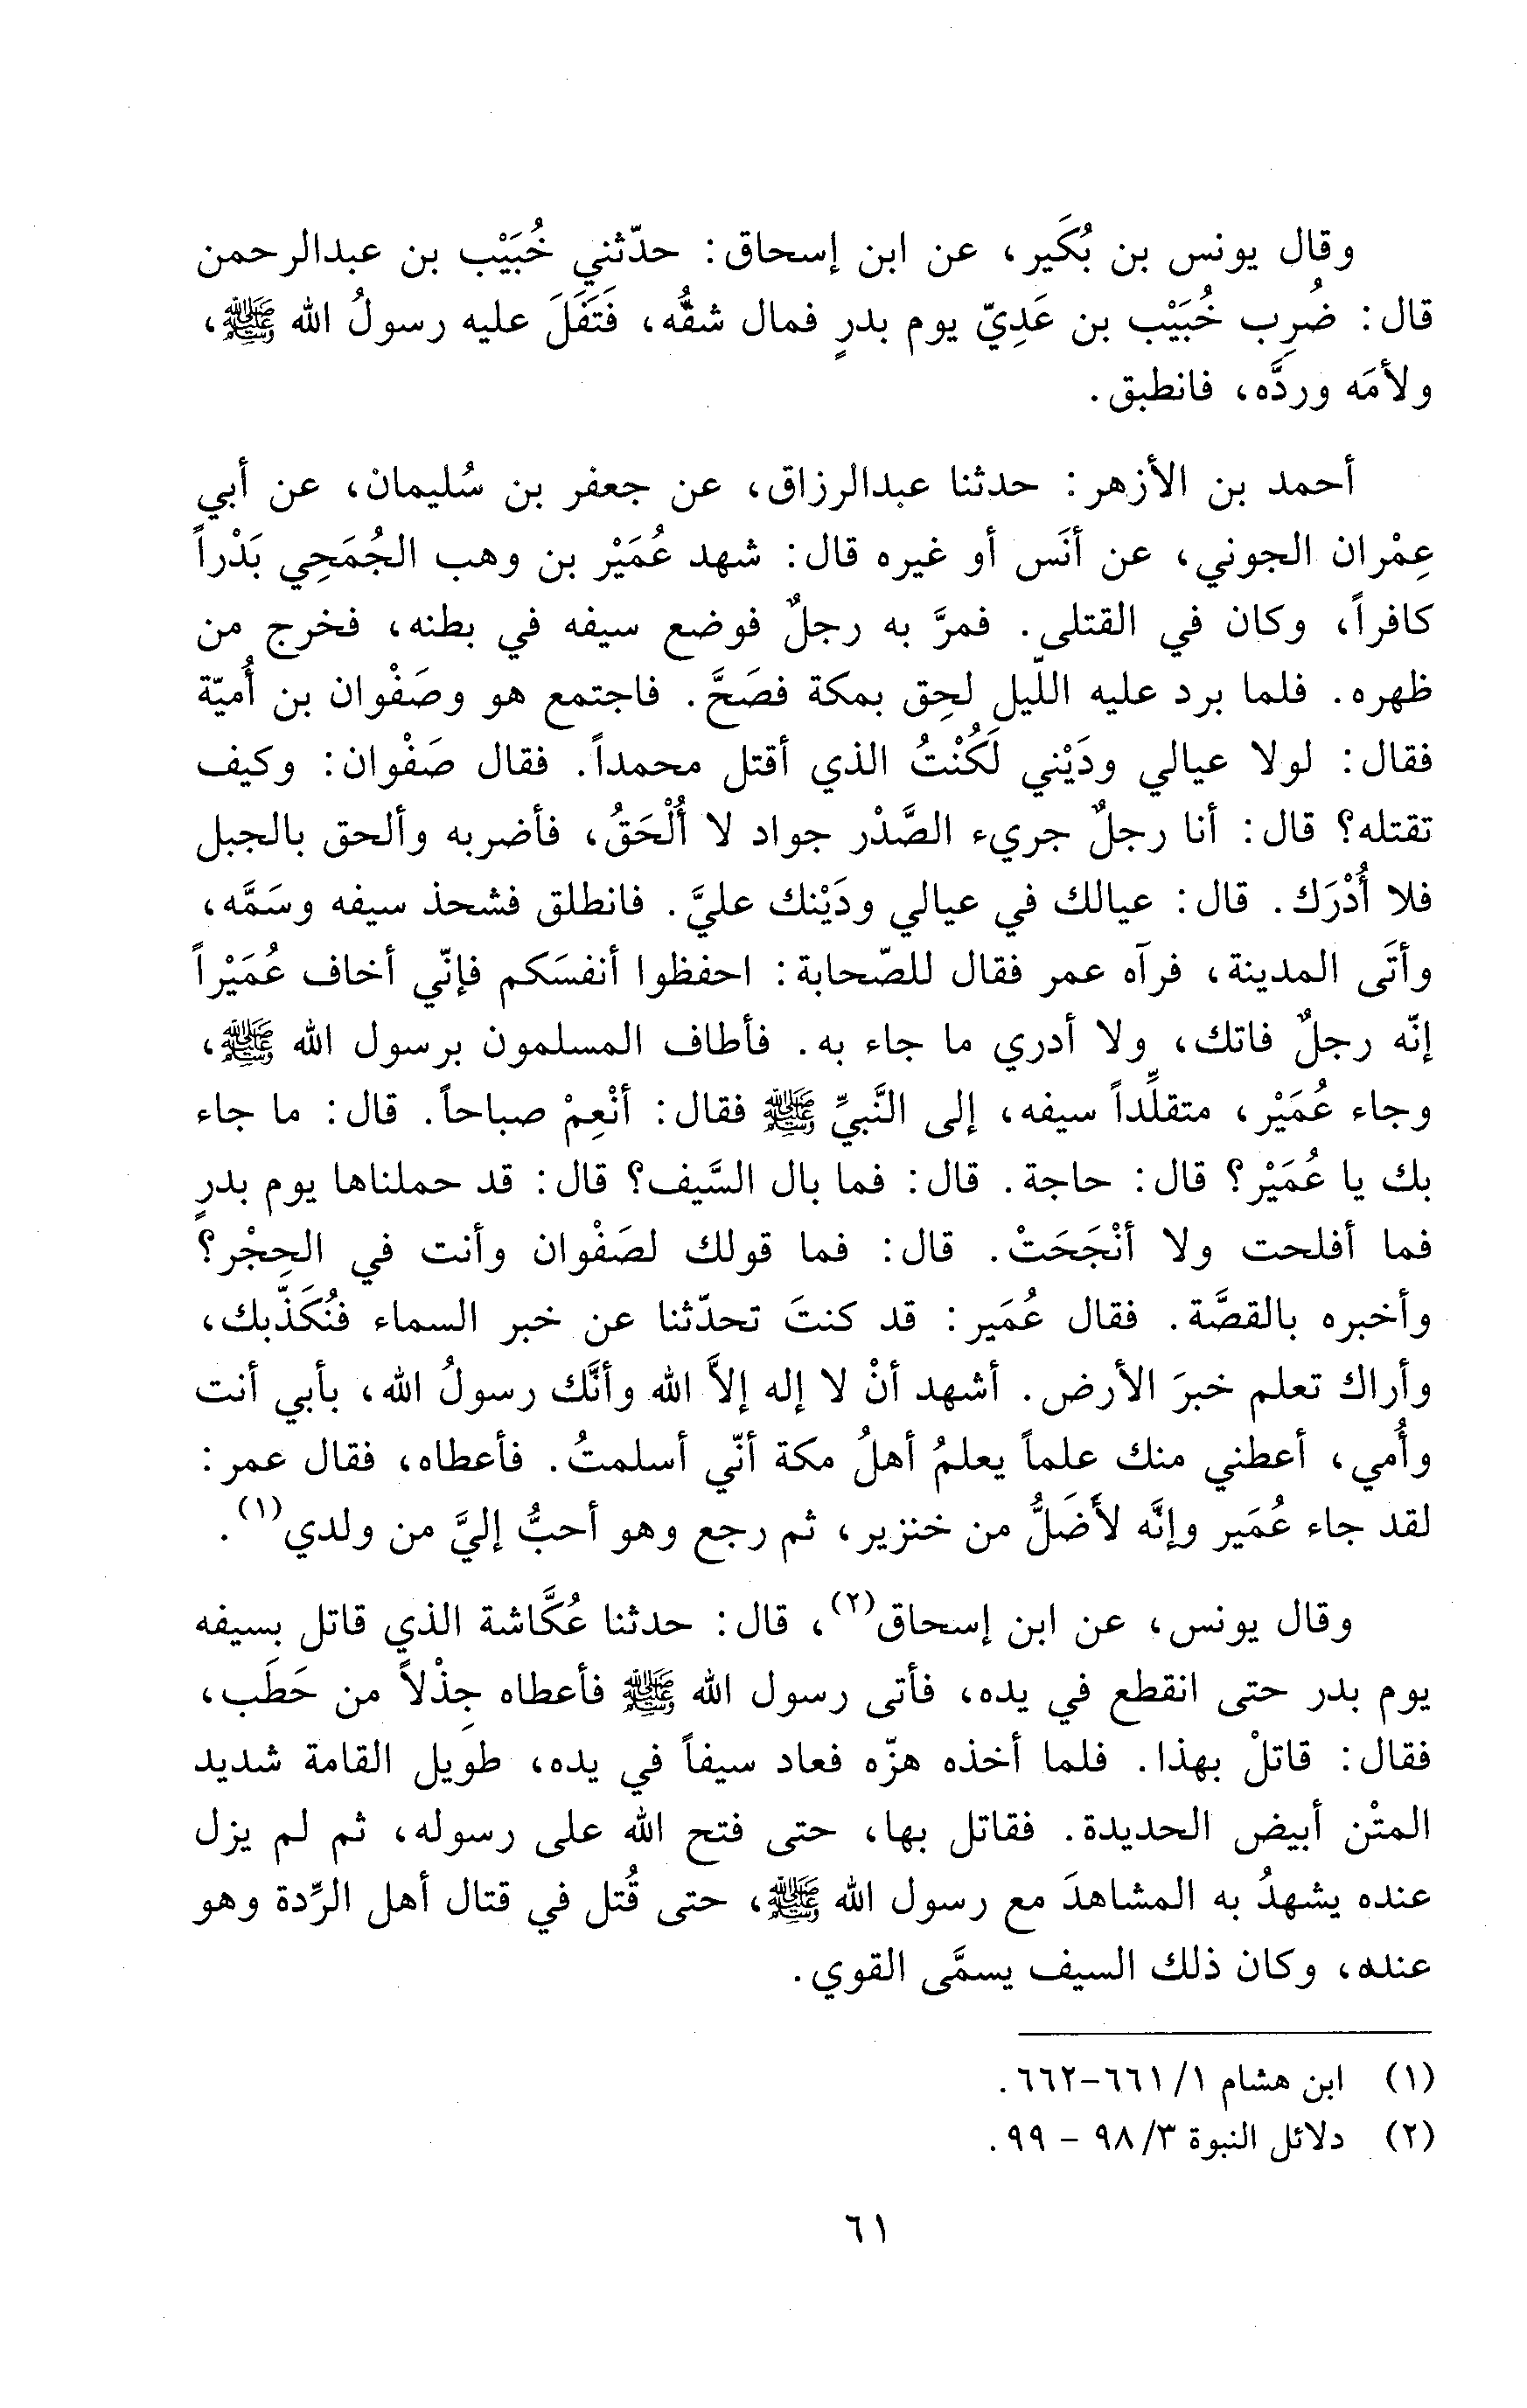 وقال يونس بن بُكَير، عن ابن إسحاق: حدّثني خُبَيْب بن عبدالرحمن
قال: ضُرِب خُبَيْب بن عَدِيّ يوم بدرٍ فمال شقُّه، فَتَفَلَ عليه رسولُ الله ﷺ،
ولأمَه وردَّه، فانطبق.
أحمد بن الأزهر: حدثنا عبدالرزاق، عن جعفر بن سُليمان، عن أبي
عِمْران الجوني، عن أنَس أو غيره قال: شهد عُمَيْر بن وهب الجُمَحِي بَدْراً
كافراً، وكان في القتلى. فمرَّ به رجلٌ فوضع سيفه في بطنه، فخرج من
ظهره. فلما برد عليه اللّيل لحِق بمكة فصَحَّ. فاجتمع هو وصَفْوان بن أُميّة
فقال: لولا عيالي ودَيْني لَكُنْتُ الذي أقتل محمداً. فقال صَفْوان: وكيف
تقتله؟ قال: أنا رجلٌ جريء الصَّدْر جواد لا أُلْحَقُ، فأضربه وألحق بالجبل
فلا أُدْرَك. قال: عيالك في عيالي ودَيْنك عليَّ. فانطلق فشحذ سيفه وسَمَّه،
وأتَى المدينة، فرآه عمر فقال للصّحابة: احفظوا أنفسَكم فإنّي أخاف عُمَيْراً
إنّه رجلٌ فاتك، ولا أدري ما جاء به. فأطاف المسلمون برسول الله ﷺ،
وجاء عُمَيْر، متقلِّداً سيفه، إلى النَّبيِّ ﷺ فقال: أنْعِمْ صباحاً. قال: ما جاء
بك يا عُمَيْر؟ قال: حاجة. قال: فما بال السَّيف؟ قال: قد حملناها يوم بدرٍ
فما أفلحت ولا أنْجَحَتْ. قال: فما قولك لصَفْوان وأنت في الحِجْر؟
وأخبره بالقصَّة. فقال عُمَير: قد كنتَ تحدّثنا عن خبر السماء فنُكَذِّبك،
وأراك تعلم خبرَ الأرض. أشهد أنْ لا إله إلاَّ الله وأنَّك رسولُ الله، بأبي أنت
وأُمي، أعطني منك علماً يعلمُ أهلُ مكة أنّي أسلمتُ. فأعطاه، فقال عمر:
لقد جاء عُمَير وإنَّه لأَضَلُّ من خنزير، ثم رجع وهو أحبُّ إليَّ من ولدي(١).
وقال يونس، عن ابن إسحاق(٢)، قال: حدثنا عُكَّاشة الذي قاتل بسيفه
يوم بدر حتى انقطع في يده، فأتى رسول الله ﷺ فأعطاه جِذْلاً من حَطَب،
فقال: قاتلْ بهذا. فلما أخذه هزّه فعاد سيفاً في يده، طويل القامة شديد
المتْن أبيض الحديدة. فقاتل بها، حتى فتح الله على رسوله، ثم لم يزل
عنده يشهدُ به المشاهدَ مع رسول الله ﷺ، حتى قُتل في قتال أهل الرِّدة وهو
عنده، وكان ذلك السيف يسمَّى القوي.
(١) ابن هشام ١/ ٦٦١-٦٦٢.
(٢) دلائل النبوة ٣/ ٩٨ - ٩٩.
٦١